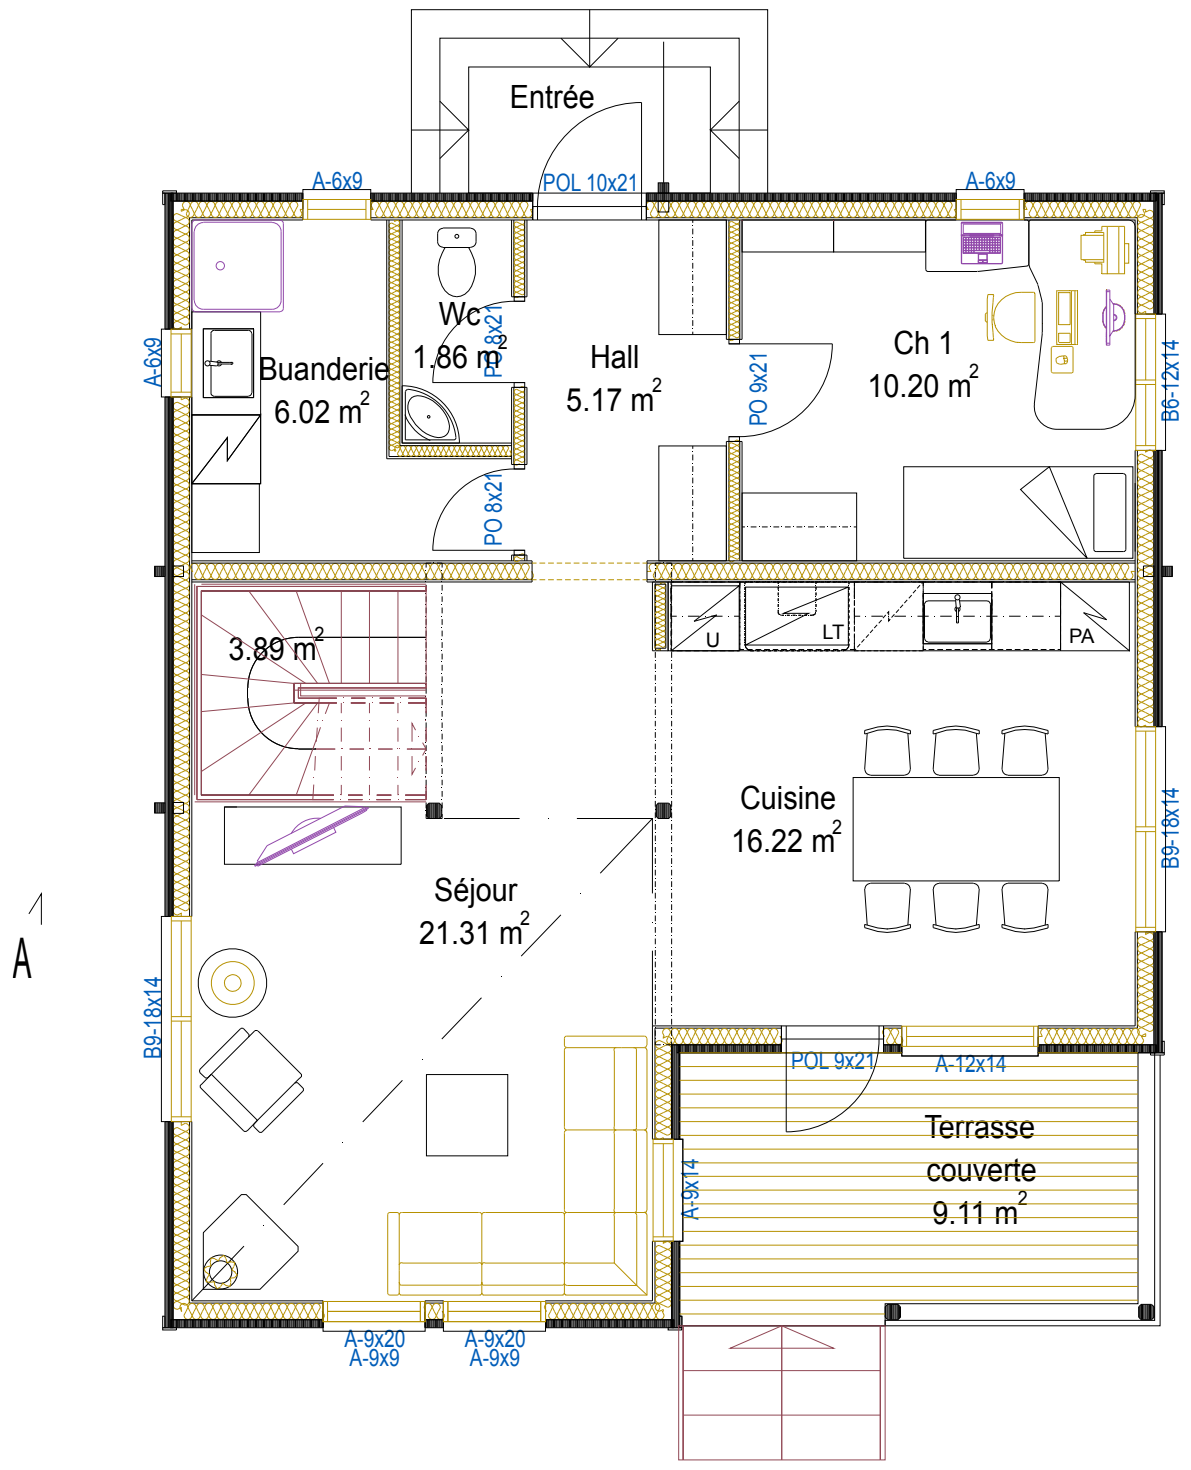 Entrée
A-6x9
POL 10x21
A-6x9
Wc
1.86 m²
PO 8x21
A-6x9
Buanderie
6.02 m²
Hall
5.17 m²
PO 9x21
Ch 1
10.20 m²
B6-12x14
PO 8x21
3.89 m²
U
LT
PA
Cuisine
16.22 m²
B9-18x14
Séjour
21.31 m²
A
B9-18x14
POL 9x21
A-12x14
Terrasse
couverte
9.11 m²
A-9x14
A-9x20
A-9x9
A-9x20
A-9x9